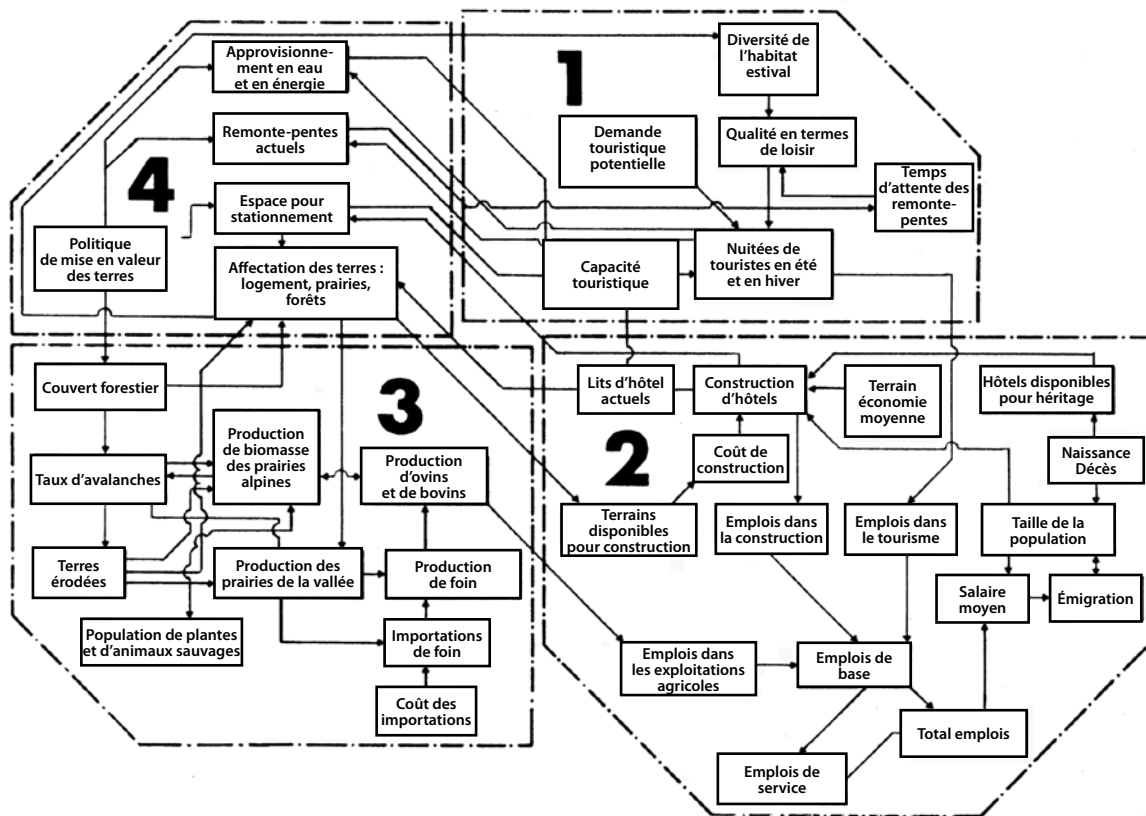 Approvisionne-
ment en eau
et en énergie
Remonte-pentes
actuels
4
Espace pour
stationnement
Politique
de mise en valeur
des terres
Affectation des terres :
logement, prairies,
forêts
1
Diversité de
l'habitat
estival
Demande
touristique
potentielle
Qualité en termes
de loisir
Temps
d'attente des
remonte-
pentes
Capacité
touristique
Nuitées de
touristes en été
et en hiver
Couvert forestier
3
Taux d'avalanches
Production
de biomasse
des prairies
alpines
Production
d'ovins
et de bovins
Terres
érodées
Production des
prairies de la vallée
Production
de foin
Population de plantes
et d'animaux sauvages
Importations
de foin
Coût des
importations
Lits d'hôtel
actuels
Construction
d'hôtels
Terrain
économie
moyenne
Hôtels disponibles
pour héritage
2
Coût de
construction
Naissance
Décès
Terrains
disponibles
pour construction
Emplois dans
la construction
Emplois dans
le tourisme
Taille de la
population
Salaire
moyen
Émigration
Emplois dans
les exploitations
agricoles
Emplois de
base
Total emplois
Emplois de
service